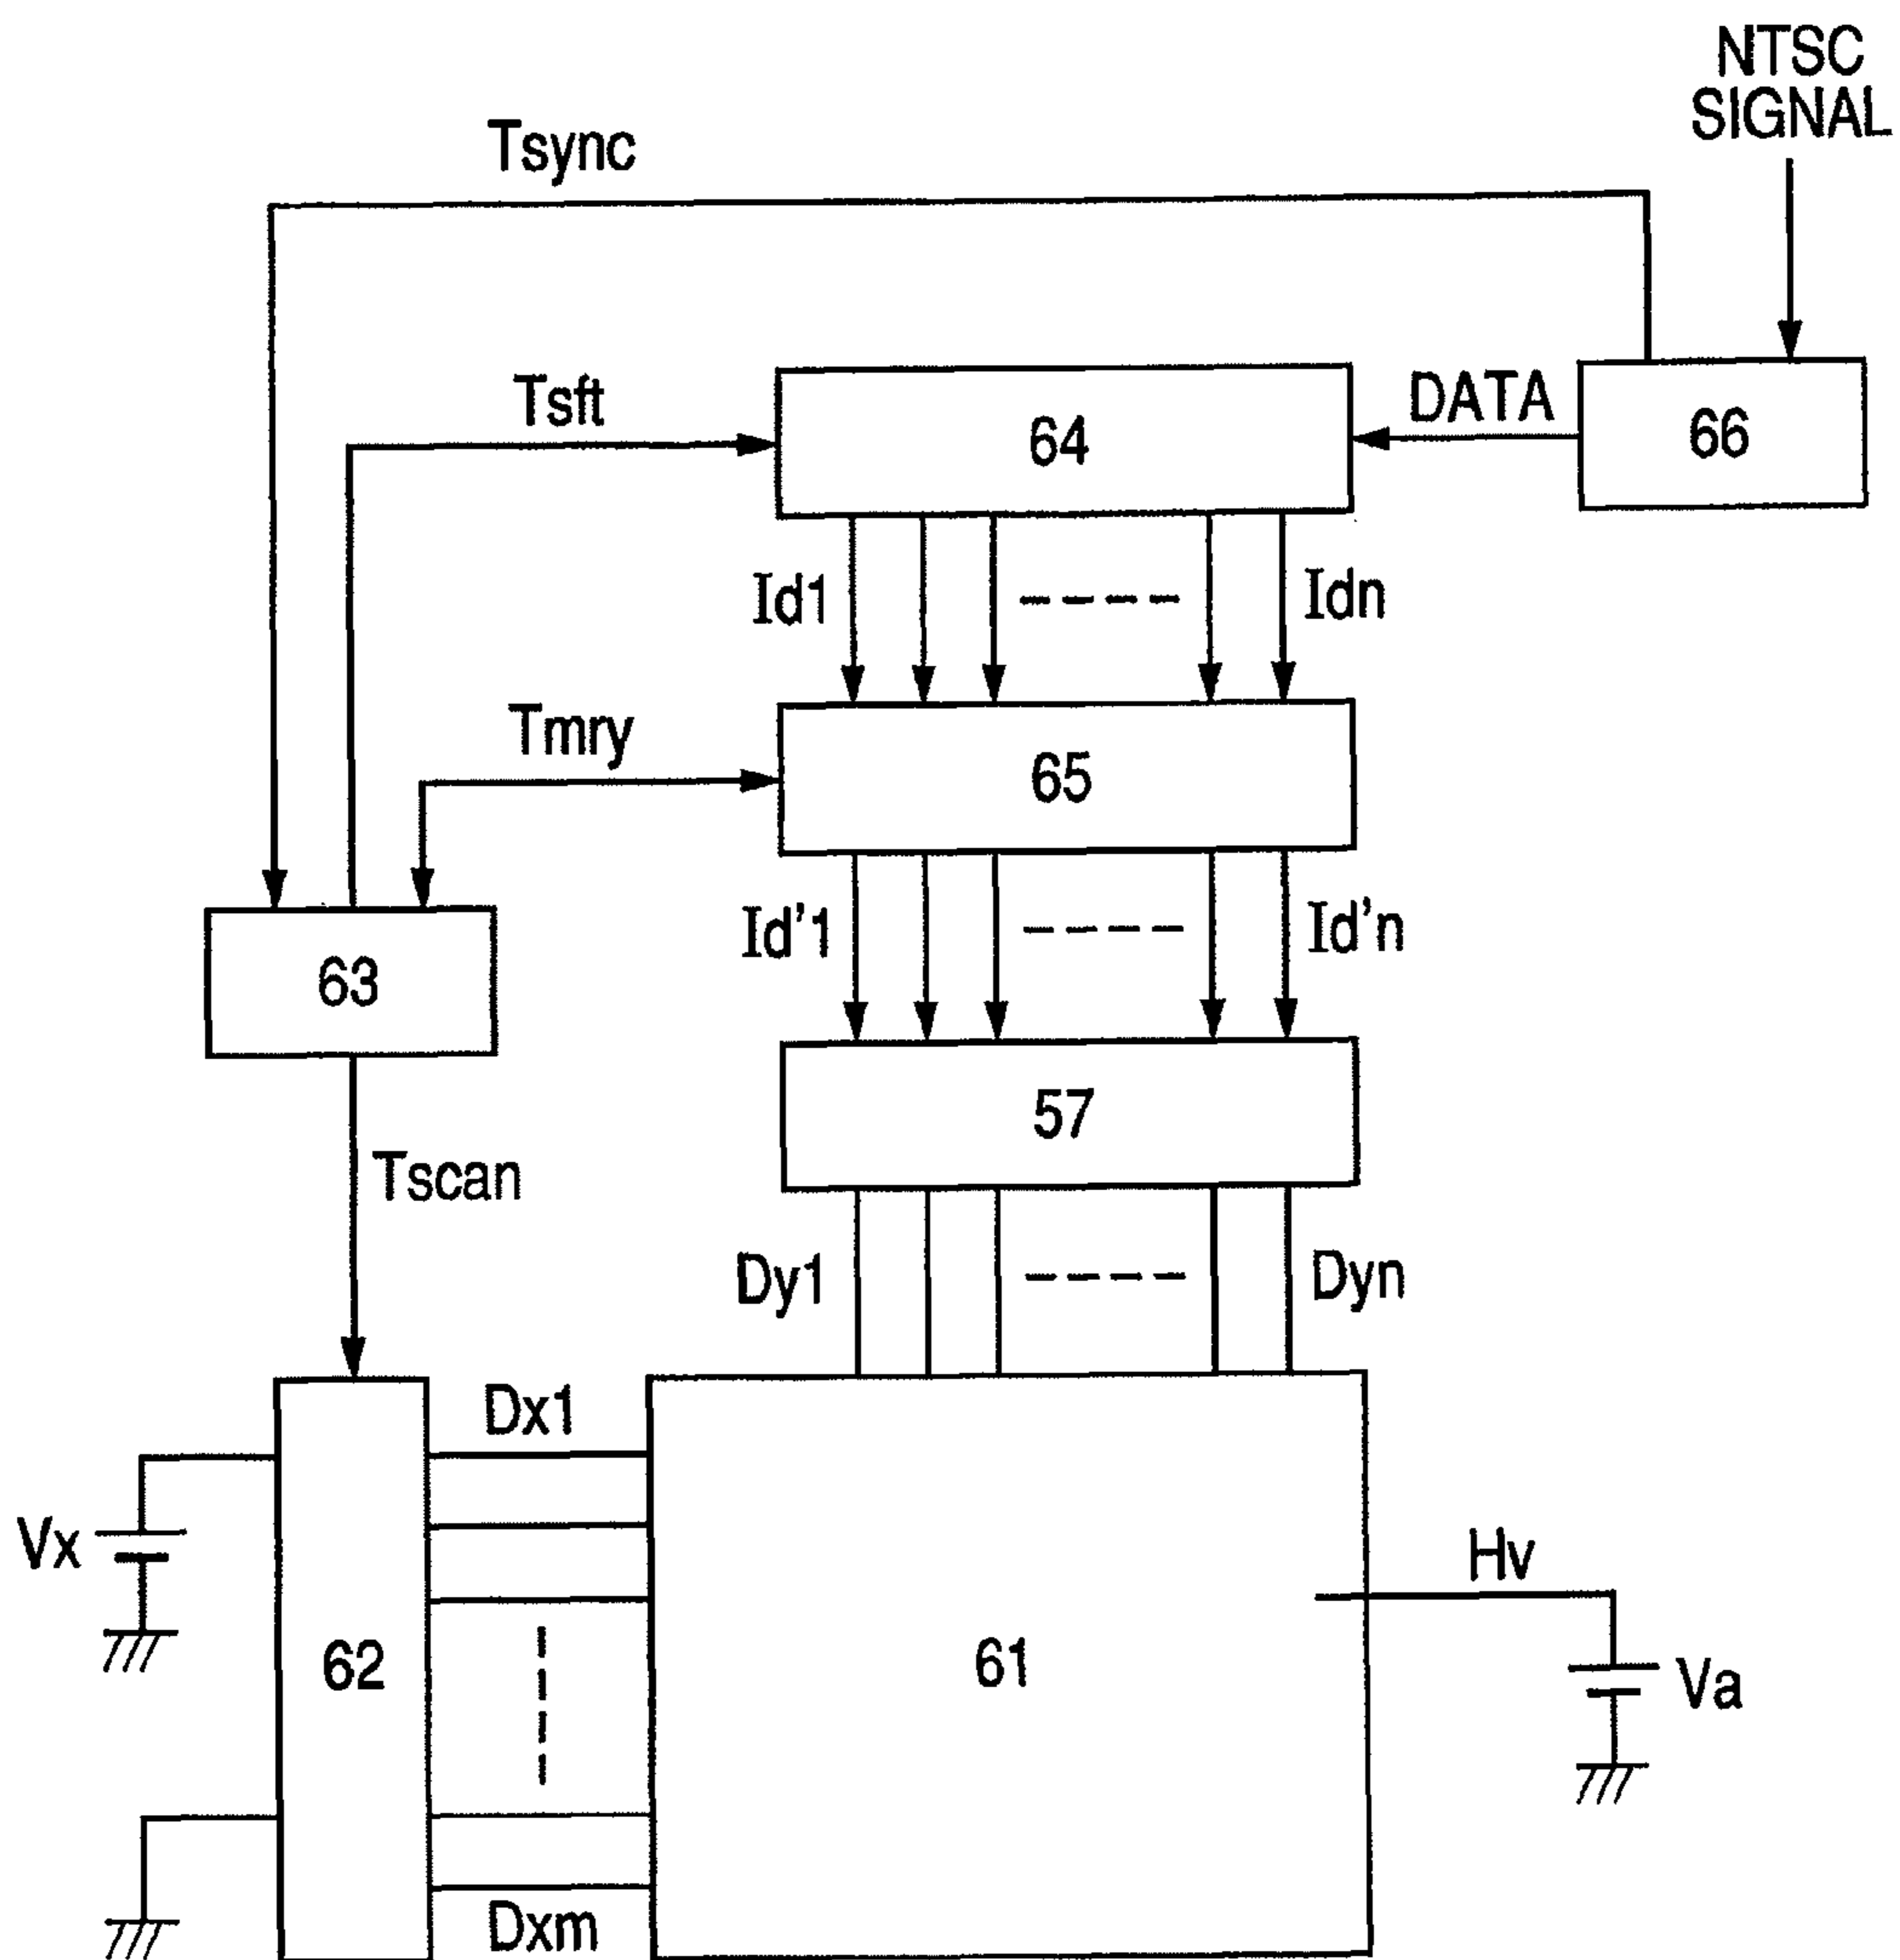 NTSC
SIGNAL
Tsync
Tsft
64
DATA
66
Id1
Idn
Tmry
65
Id'1
Id'n
63
57
Tscan
Dy1
Dyn
Dx1
Vx
Hv
62
61
Va
Dxm